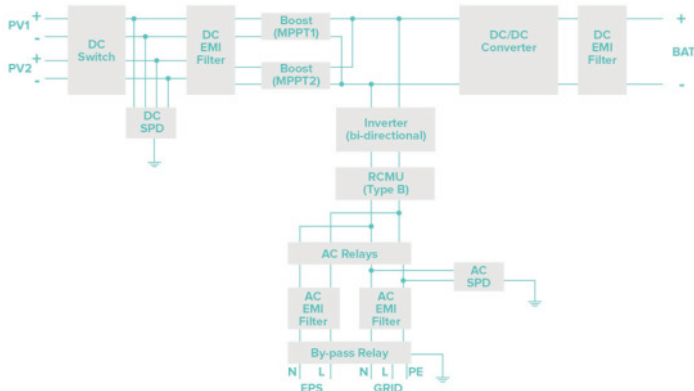 PV1
+
-
PV2
+
-
DC
Switch
DC
SPD
DC
EMI
Filter
Boost
(MPPT1)
Boost
(MPPT2)
DC/DC
Converter
DC
EMI
Filter
+
BAT
-
Inverter
(bi-directional)
RCMU
(Type B)
AC Relays
AC
SPD
AC
EMI
Filter
AC
EMI
Filter
By-pass Relay
N L N L PE
EPS GRID